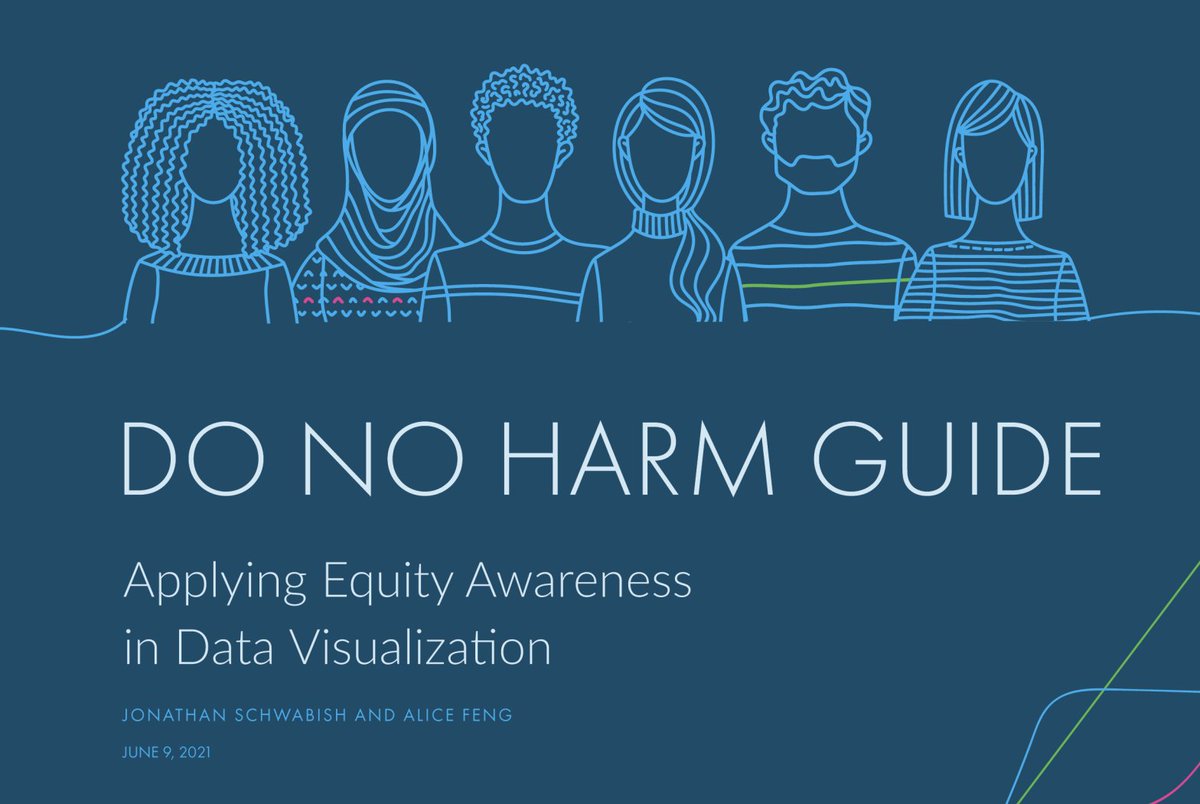 DO NO HARM GUIDE
Applying Equity Awareness
in Data Visualization
JONATHAN SCHWABISH AND ALICE FENG
JUNE 9, 2021